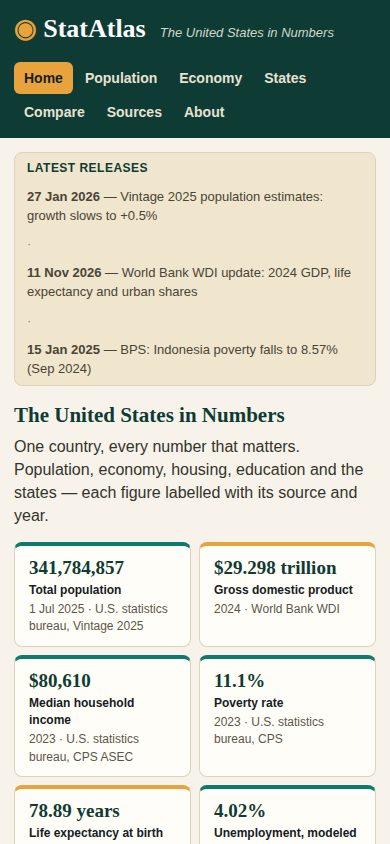 StatAtlas The United States in Numbers
Home Population Economy States
Compare Sources About
LATEST RELEASES
27 Jan 2026 — Vintage 2025 population estimates:
growth slows to +0.5%
·
11 Nov 2026 — World Bank WDI update: 2024 GDP, life
expectancy and urban shares
·
15 Jan 2025 — BPS: Indonesia poverty falls to 8.57%
(Sep 2024)
The United States in Numbers
One country, every number that matters.
Population, economy, housing, education and the
states — each figure labelled with its source and
year.
341,784,857
Total population
1 Jul 2025 · U.S. statistics
bureau, Vintage 2025
$29.298 trillion
Gross domestic product
2024 · World Bank WDI
$80,610
Median household
income
2023 · U.S. statistics
bureau, CPS ASEC
11.1%
Poverty rate
2023 · U.S. statistics
bureau, CPS
78.89 years
Life expectancy at birth
4.02%
Unemployment, modeled